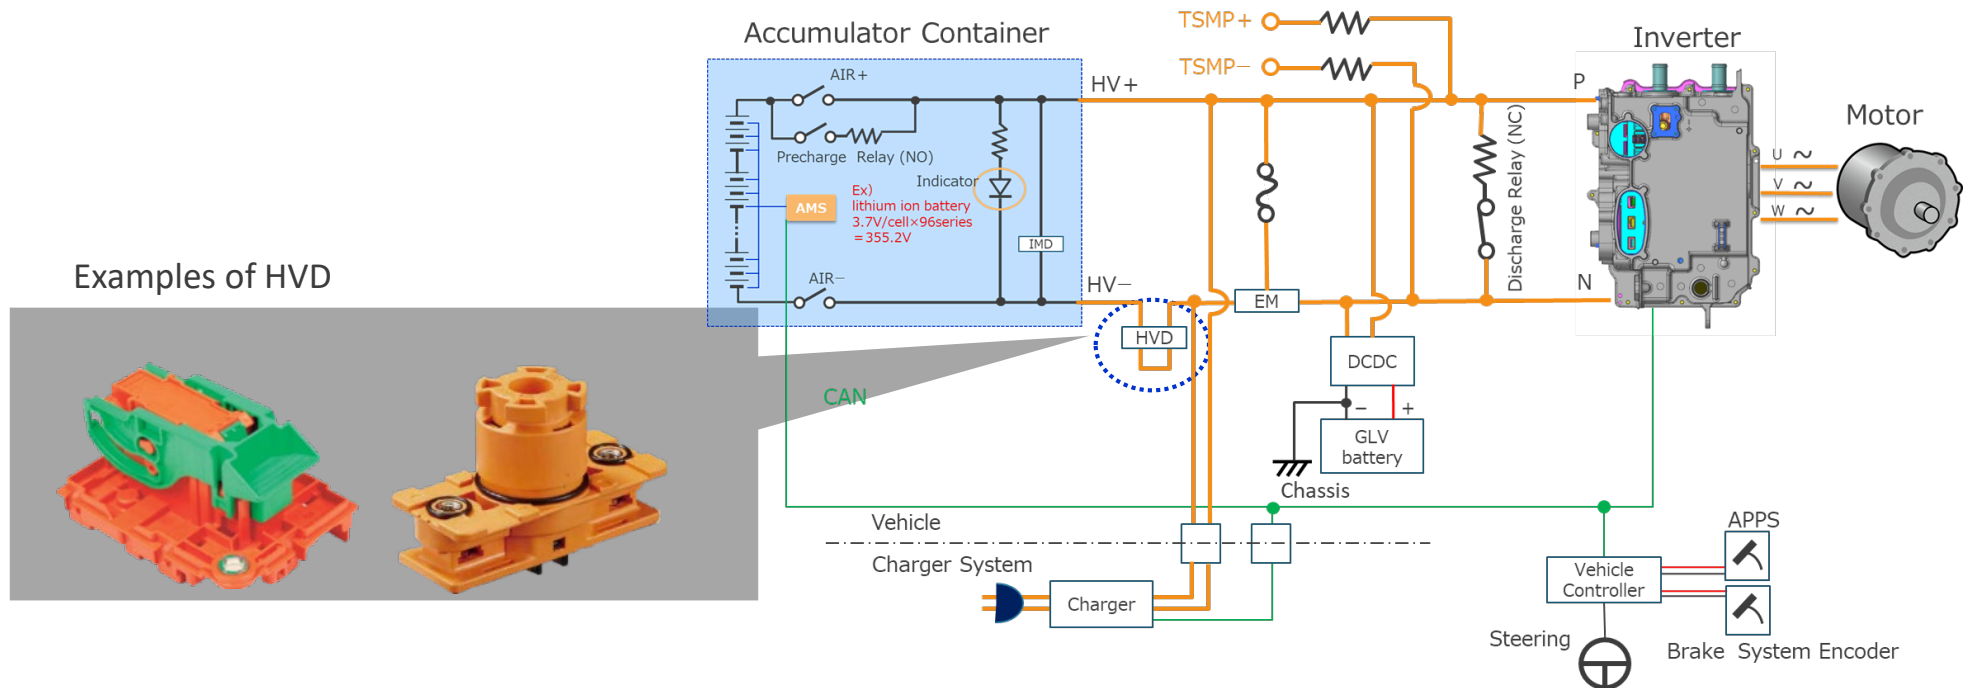 Accumulator Container
TSMP+
TSMP−
Inverter
Motor
AIR+
HV+
P
Precharge Relay (NO)
Indicator
AMS
Ex)
lithium ion battery
3.7V/cell×96series
＝355.2V
IMD
AIR−
HV−
Discharge Relay (NC)
U ~
V ~
W ~
N
EM
HVD
Examples of HVD
DCDC
− +
GLV
battery
Chassis
CAN
Vehicle
Charger System
Charger
APPS
Vehicle
Controller
Steering
Brake System Encoder